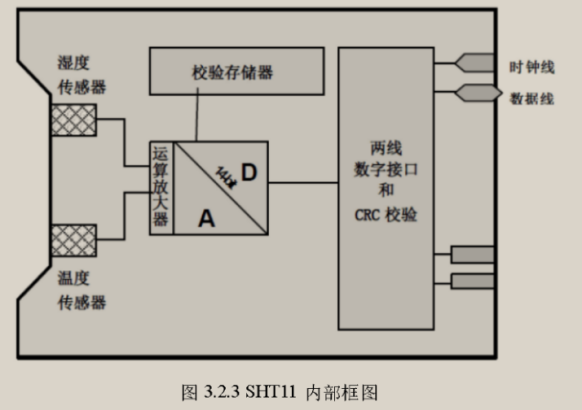 湿度
传感器
校验存储器
时钟线
数据线
运算放大器
14bit
D
A
两线
数字接口
和
CRC 校验
温度
传感器
图 3.2.3 SHT11 内部框图